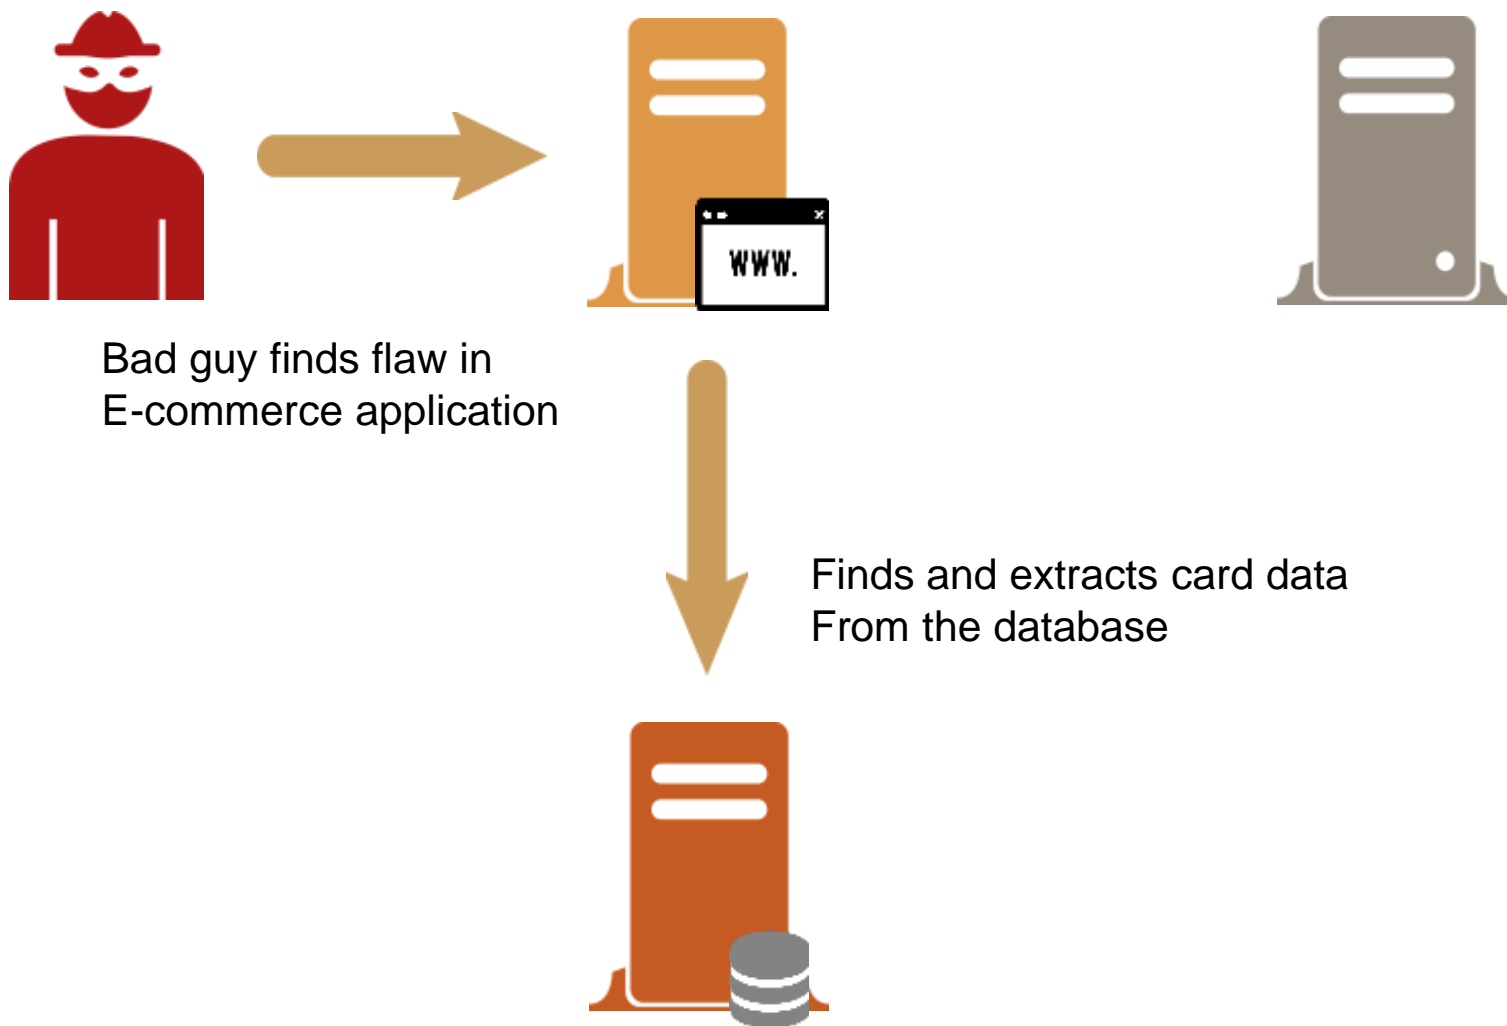 WWW.
Bad guy finds flaw in
E-commerce application
Finds and extracts card data
From the database